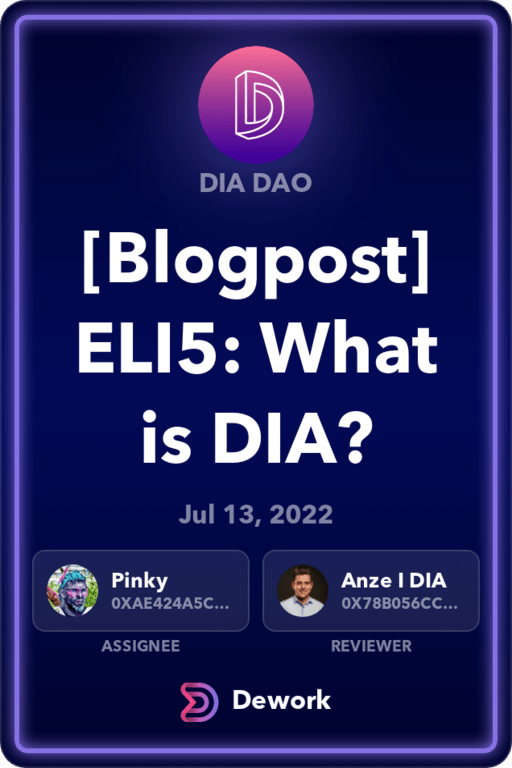 DIA DAO
[Blogpost]
ELI5: What
is DIA?
Jul 13, 2022
Pinky
0XAE424A5C...
ASSIGNEE
Anze I DIA
0X78B056CC...
REVIEWER
Dework